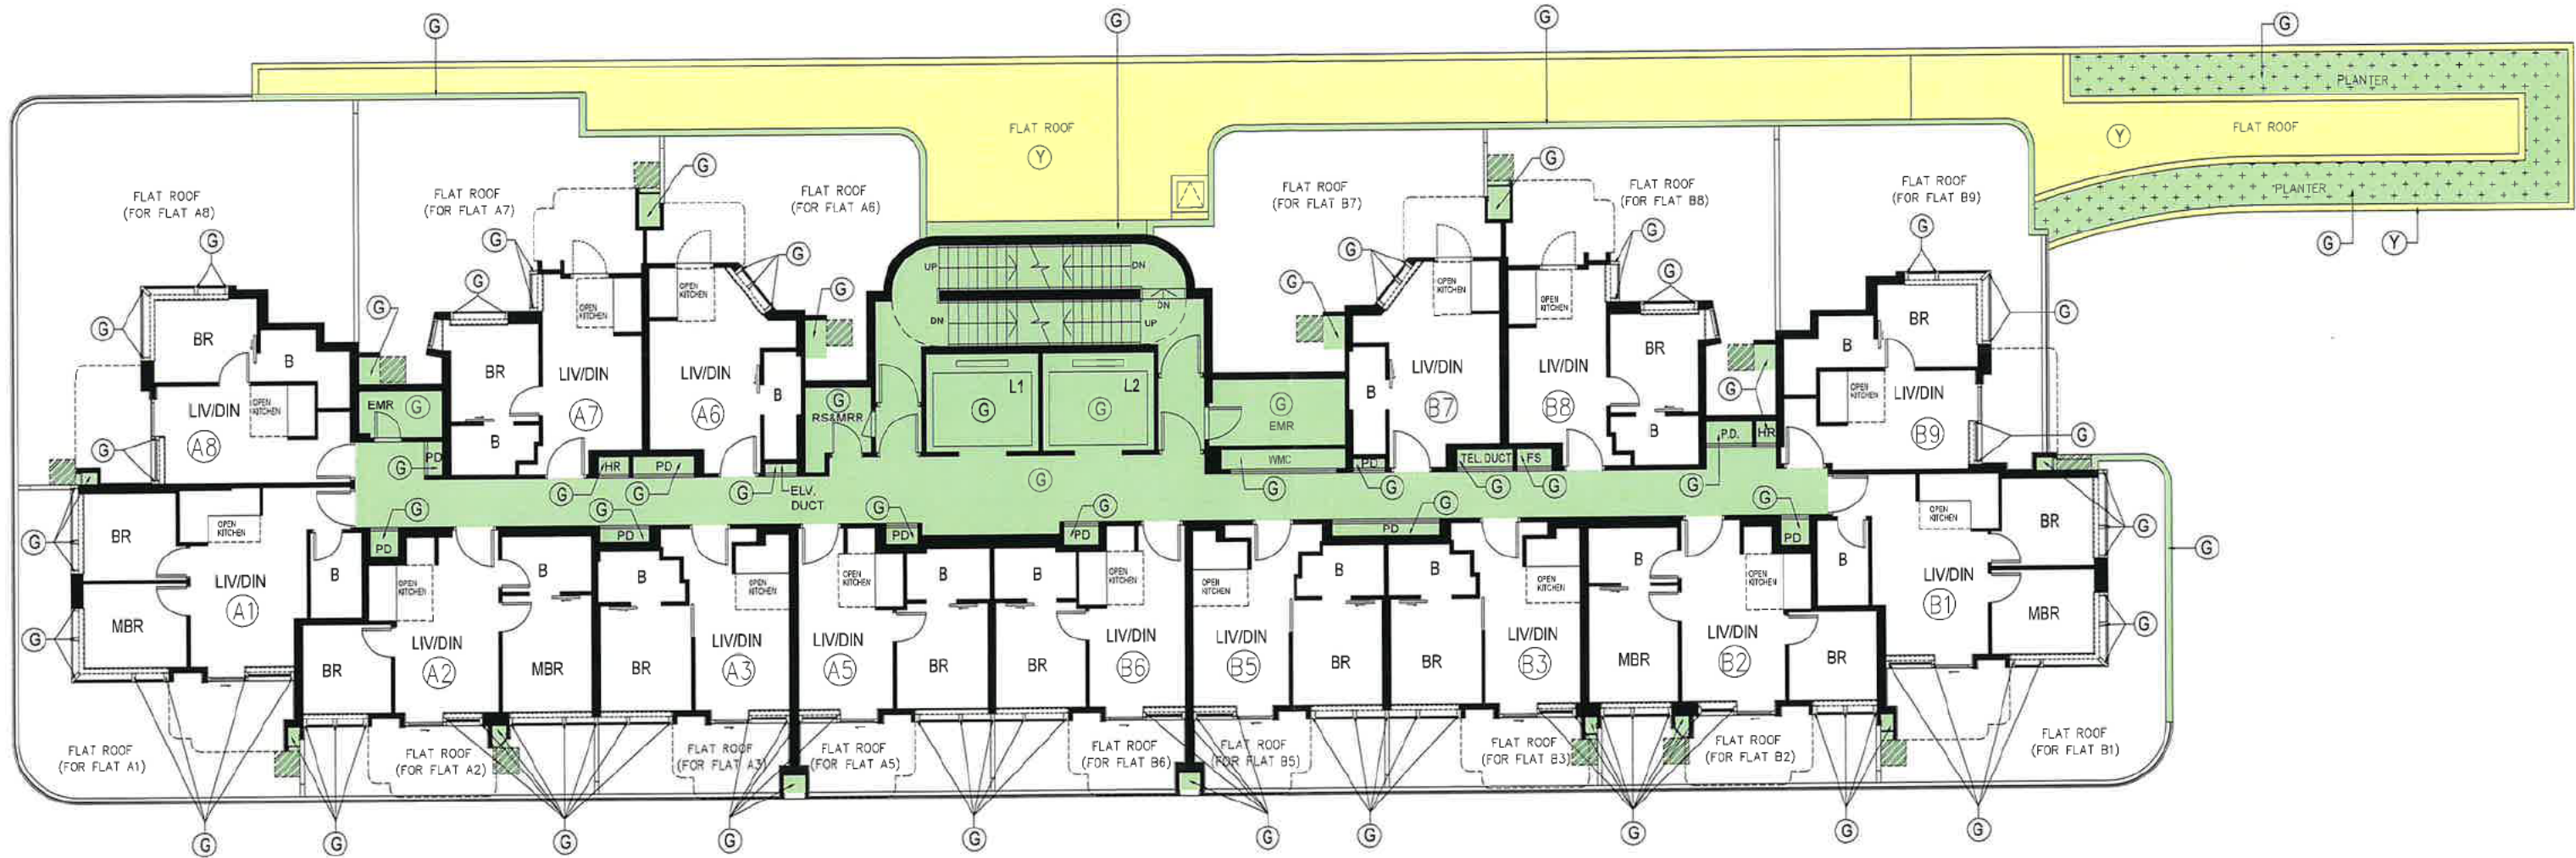 G
G
G
G
PLANTER
FLAT ROOF
Y
FLAT ROOF
Y
FLAT ROOF
PLANTER
G
Y
FLAT ROOF
(FOR FLAT A8)
FLAT ROOF
(FOR FLAT A7)
G
FLAT ROOF
(FOR FLAT A6)
FLAT ROOF
(FOR FLAT B7)
G
FLAT ROOF
(FOR FLAT B8)
FLAT ROOF
(FOR FLAT B9)
G
G
G
G
G
G
G
G
UP
DN
DN
DN
UP
G
G
G
G
G
G
G
G
BR
B
LIV/DIN
OPEN
KITCHEN
A8
G
EMR
G
PD
G
BR
B
LIV/DIN
OPEN
KITCHEN
A7
OPEN
KITCHEN
LIV/DIN
A6
B
G
RS&MRR
L1
G
L2
G
G
EMR
WMC
G
B
OPEN
KITCHEN
LIV/DIN
B7
OPEN
KITCHEN
LIV/DIN
B8
BR
B
G
P.D.
HR
G
BR
B
OPEN
KITCHEN
LIV/DIN
B9
G
HR
G
PD
G
G
ELV.
DUCT
G
PD
G
TEL. DUCT
G
FS
G
G
BR
MBR
G
G
OPEN
KITCHEN
LIV/DIN
A1
B
PD
G
OPEN
KITCHEN
LIV/DIN
A2
BR
B
MBR
G
PD
B
BR
OPEN
KITCHEN
LIV/DIN
A3
OPEN
KITCHEN
LIV/DIN
A5
PD
G
B
BR
B
BR
PD
G
OPEN
KITCHEN
LIV/DIN
B6
OPEN
KITCHEN
LIV/DIN
B5
B
BR
PD
G
B
BR
OPEN
KITCHEN
LIV/DIN
B3
B
MBR
OPEN
KITCHEN
LIV/DIN
B2
PD
G
BR
B
OPEN
KITCHEN
LIV/DIN
B1
BR
MBR
G
G
G
FLAT ROOF
(FOR FLAT A1)
FLAT ROOF
(FOR FLAT A2)
FLAT ROOF
(FOR FLAT A3)
FLAT ROOF
(FOR FLAT A5)
FLAT ROOF
(FOR FLAT B6)
FLAT ROOF
(FOR FLAT B5)
FLAT ROOF
(FOR FLAT B3)
FLAT ROOF
(FOR FLAT B2)
FLAT ROOF
(FOR FLAT B1)
G
G
G
G
G
G
G
G
G
G